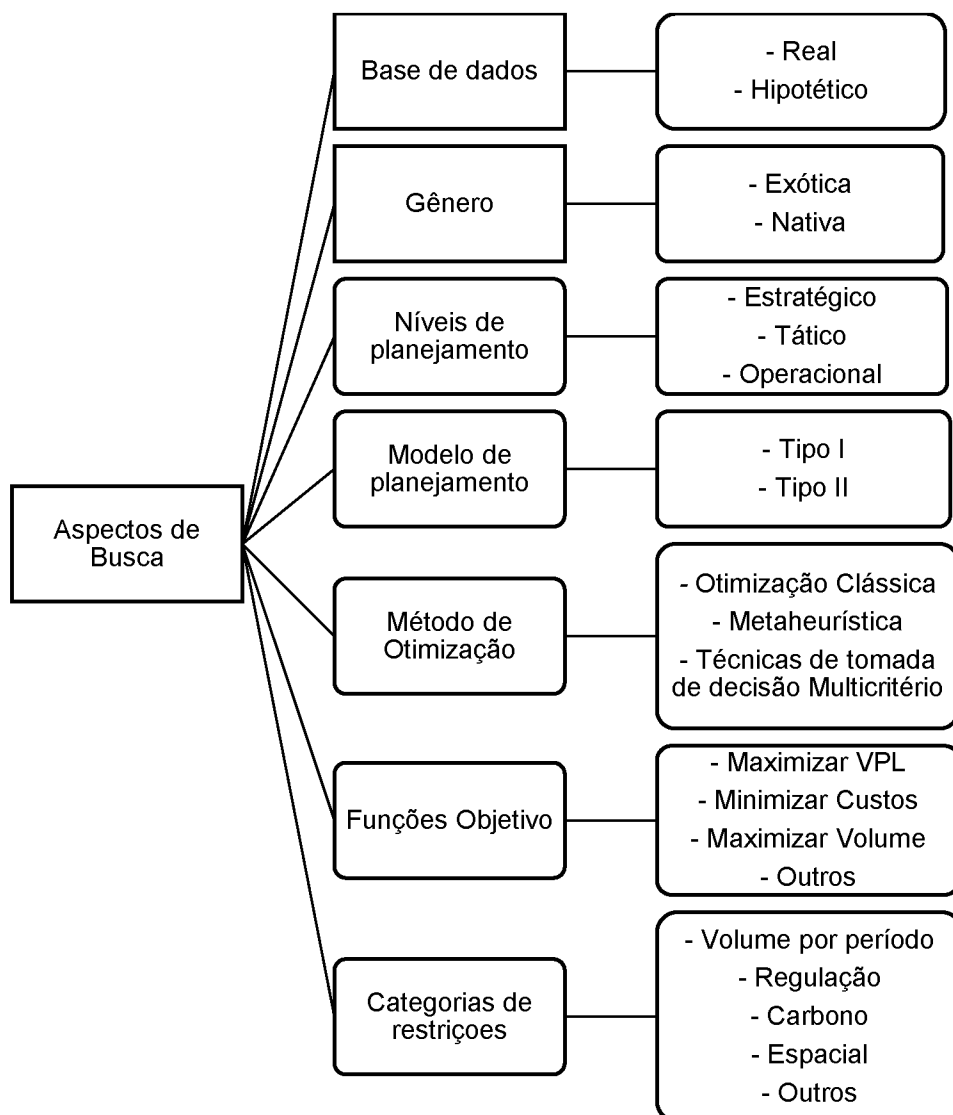 Aspectos de
Busca
Base de dados
- Real
- Hipotético
Gênero
- Exótica
- Nativa
Níveis de
planejamento
- Estratégico
- Tático
- Operacional
Modelo de
planejamento
- Tipo I
- Tipo II
Método de
Otimização
- Otimização Clássica
- Metaheurística
- Técnicas de tomada
de decisão Multicritério
Funções Objetivo
- Maximizar VPL
- Minimizar Custos
- Maximizar Volume
- Outros
Categorias de
restriçoes
- Volume por período
- Regulação
- Carbono
- Espacial
- Outros